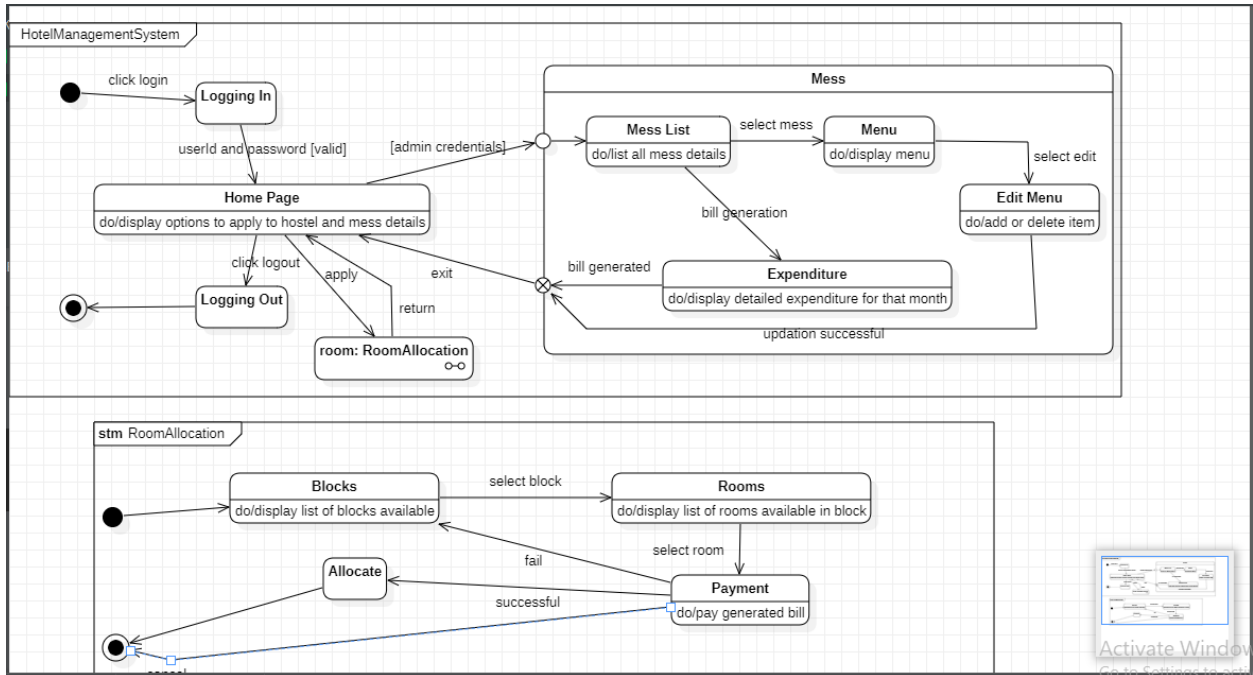 HotelManagementSystem
click login
Logging In
userId and password [valid]
[admin credentials]
Home Page
do/display options to apply to hostel and mess details
click logout
apply
exit
return
Logging Out
room: RoomAllocation
Mess
Mess List
do/list all mess details
select mess
Menu
do/display menu
select edit
Edit Menu
do/add or delete item
bill generation
bill generated
Expenditure
do/display detailed expenditure for that month
updation successful
stm RoomAllocation
Blocks
do/display list of blocks available
select block
Rooms
do/display list of rooms available in block
select room
fail
Allocate
successful
Payment
do/pay generated bill
Activate Window